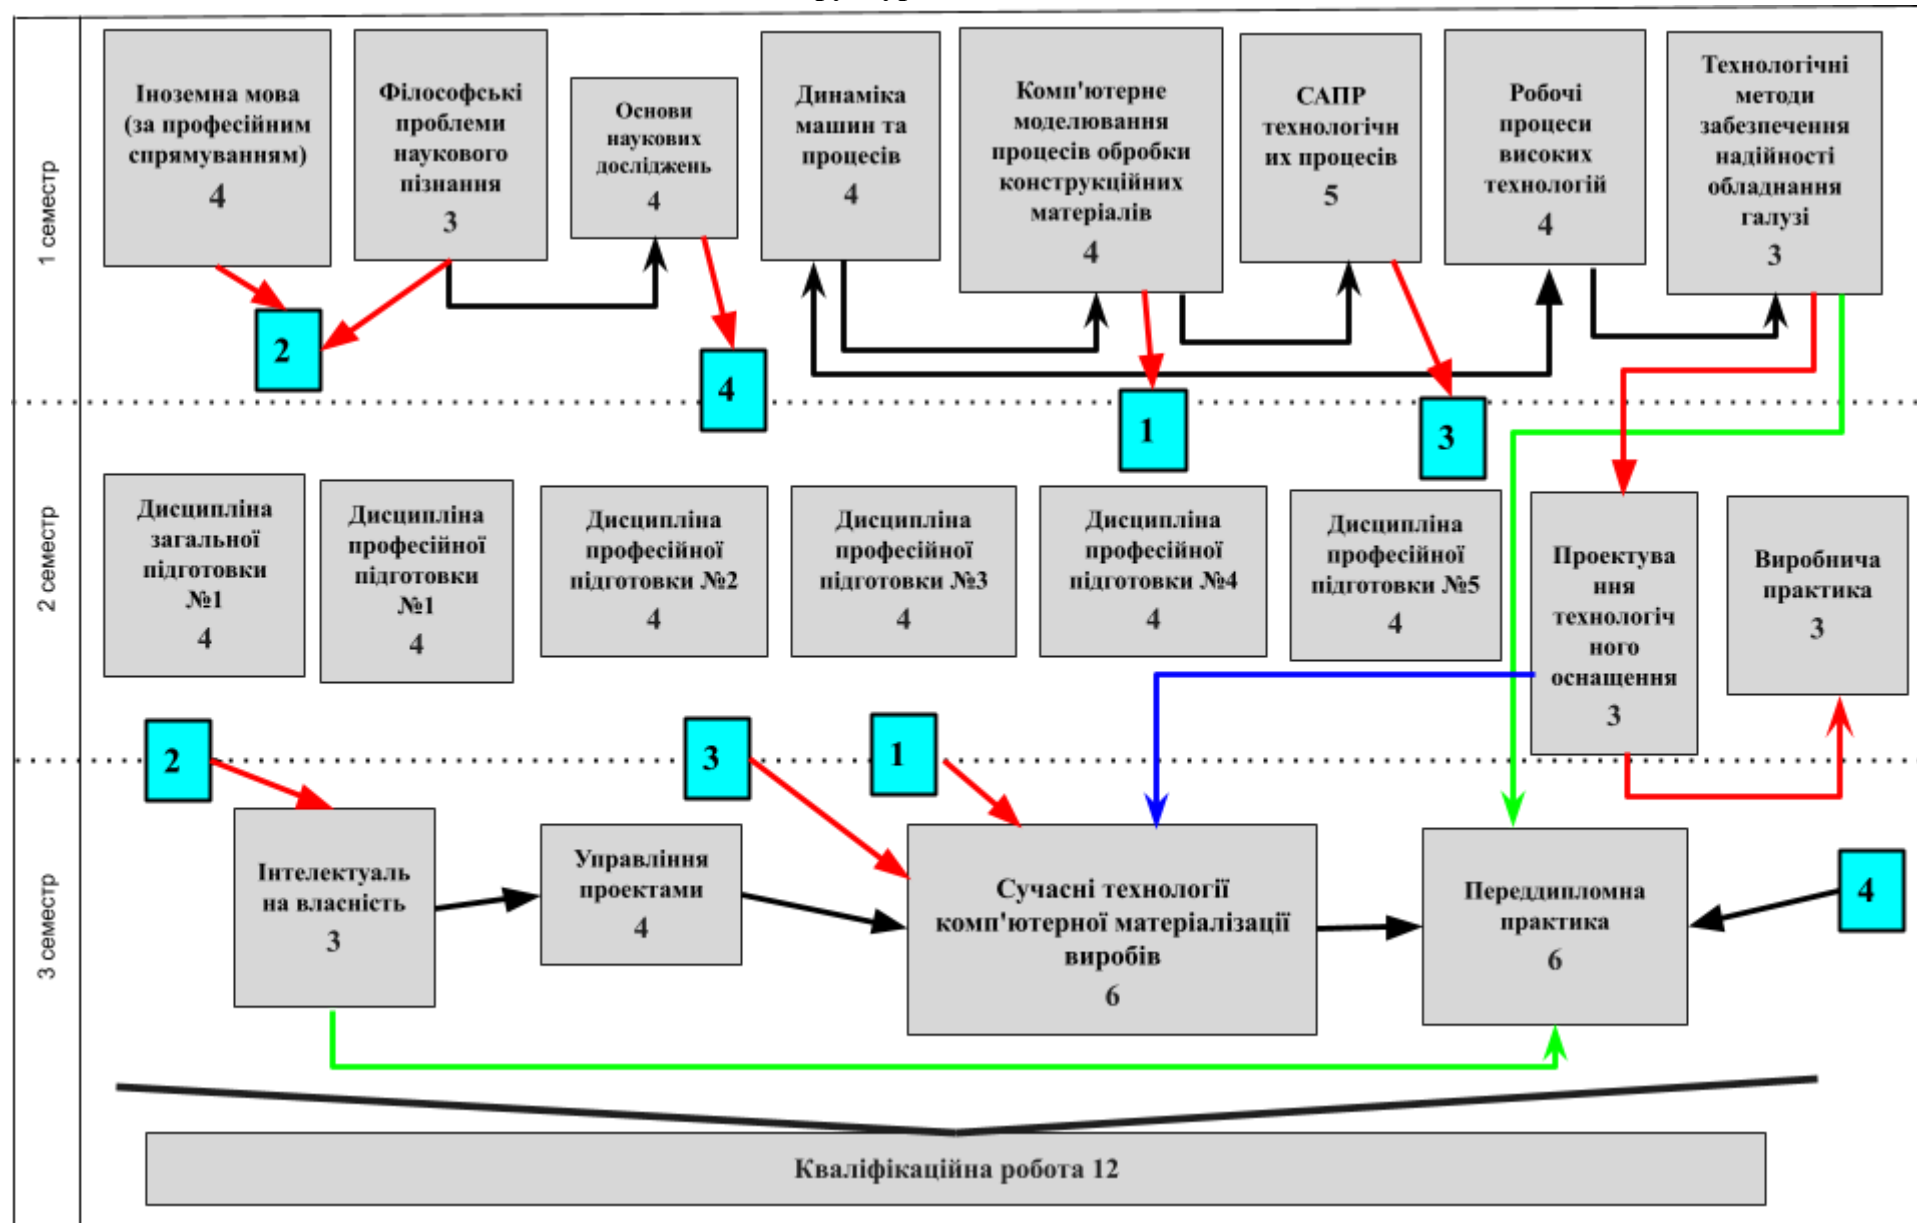 1 семестр
Іноземна мова
(за професійним
спрямуванням)
4
Філософські
проблеми
наукового
пізнання
3
Основи
наукових
досліджень
4
Динаміка
машин та
процесів
4
Комп'ютерне
моделювання
процесів обробки
конструкційних
матеріалів
4
САПР
технологічн
их процесів
5
Робочі
процеси
високих
технологій
4
Технологічні
методи
забезпечення
надійності
обладнання
галузі
3
2
4
1
3
2 семестр
Дисципліна
загальної
підготовки
№1
4
Дисципліна
професійної
підготовки
№1
4
Дисципліна
професійної
підготовки №2
4
Дисципліна
професійної
підготовки №3
4
Дисципліна
професійної
підготовки №4
4
Дисципліна
професійної
підготовки №5
4
Проектува
ння
технологіч
ного
оснащення
3
Виробнича
практика
3
2
3
1
3 семестр
Інтелектуаль
на власність
3
Управління
проектами
4
Сучасні технології
комп'ютерної матеріалізації
виробів
6
Переддипломна
практика
6
4
Кваліфікаційна робота 12